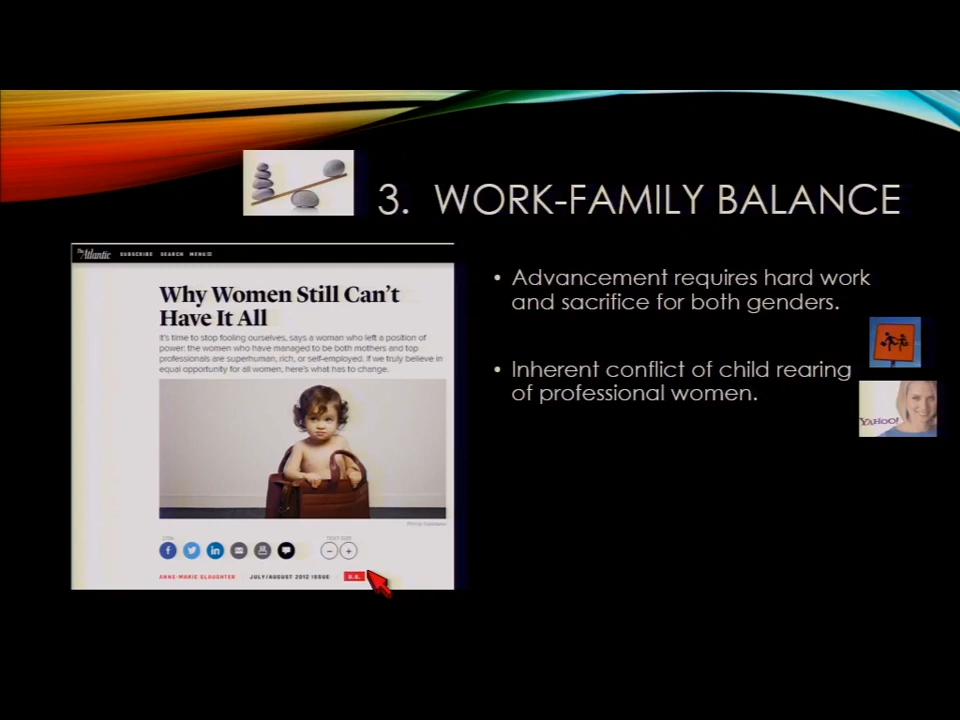 3. WORK-FAMILY BALANCE
The Atlantic SUBSCRIBE SEARCH MENU
Why Women Still Can't
Have It All
It's time to stop fooling ourselves, says a woman who left a position of
power: the women who have managed to be both mothers and top
professionals are superhuman, rich, or self-employed. If we truly believe in
equal opportunity for all women, here's what has to change.
TEXT SIZE
ANNE-MARIE SLAUGHTER JULY/AUGUST 2012 ISSUE U.S.
• Advancement requires hard work
and sacrifice for both genders.
• Inherent conflict of child rearing
of professional women.
YAHOO!